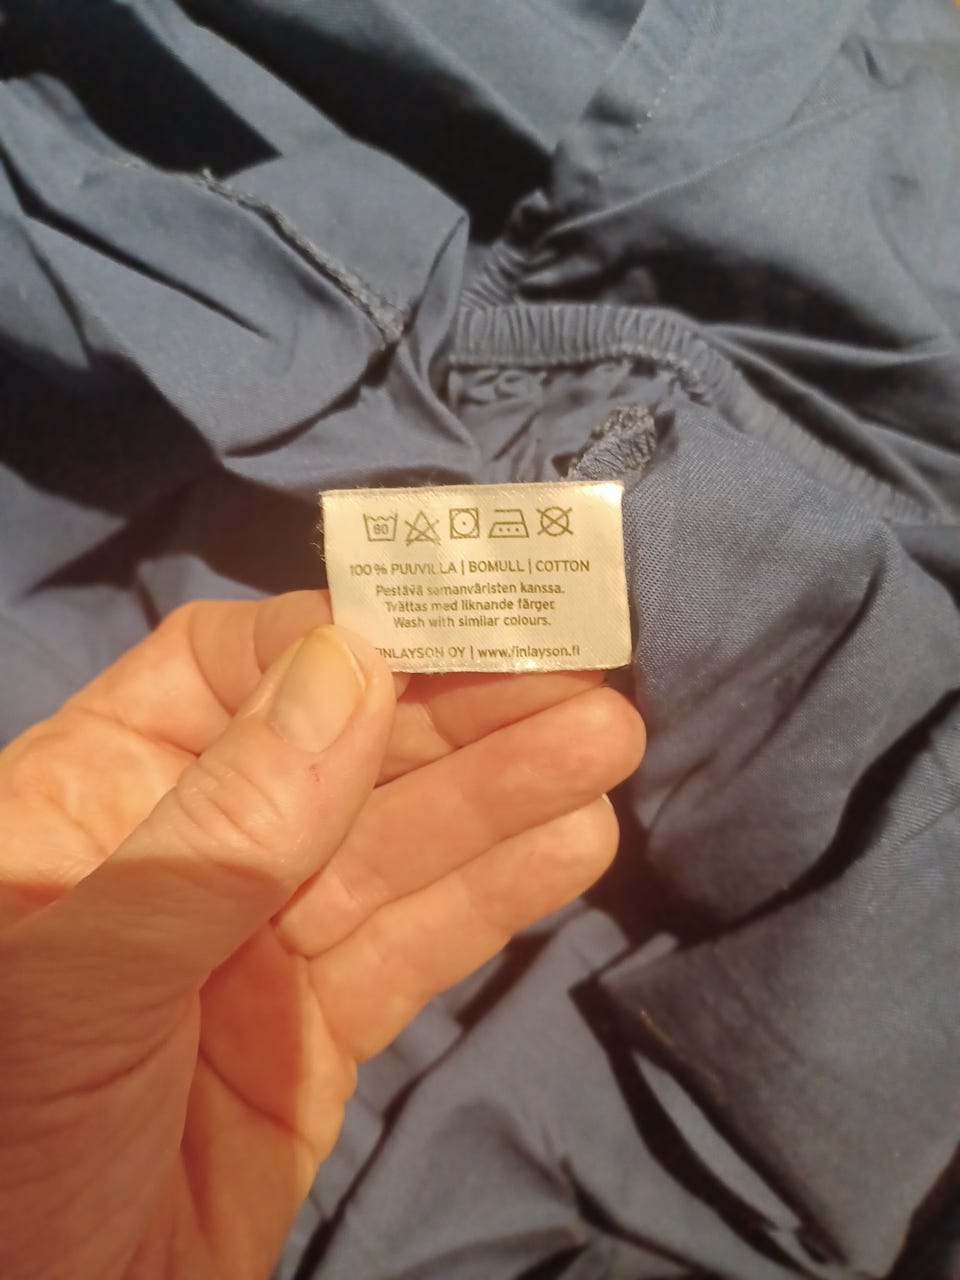 60
100% PUUVILLA | BOMULL | COTTON
Pestävä samanväristen kanssa.
Tvättas med liknande färger.
Wash with similar colours.
FINLAYSON OY | www.finlayson.fi